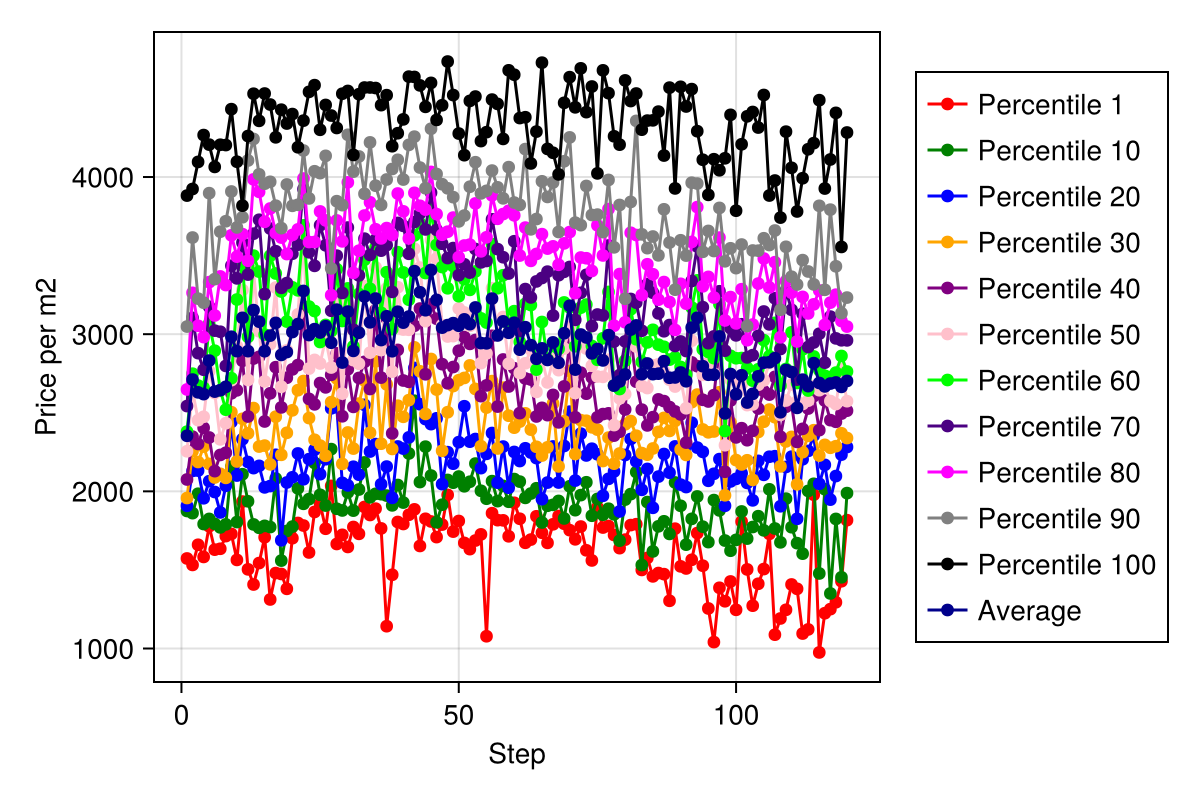 4000
3000
2000
1000
Price per m2
0
50
100
Step
Percentile 1
Percentile 10
Percentile 20
Percentile 30
Percentile 40
Percentile 50
Percentile 60
Percentile 70
Percentile 80
Percentile 90
Percentile 100
Average